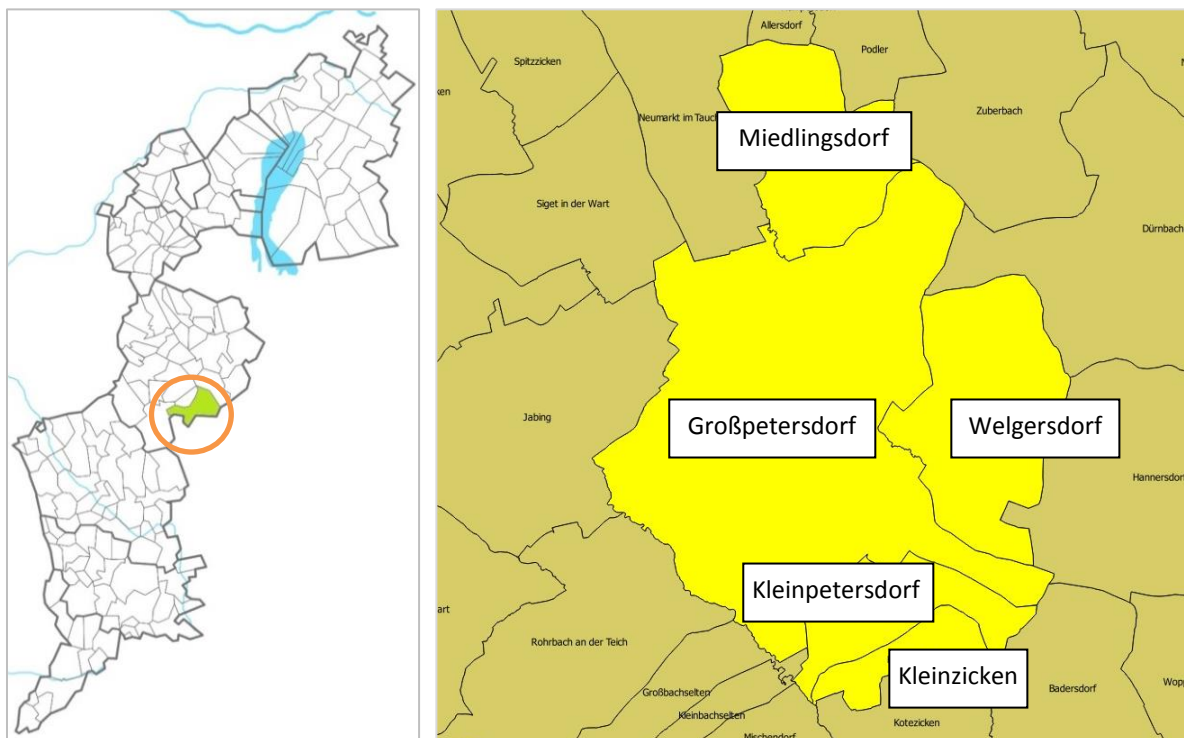 Allersdorf
Podler
Spitzzicken
Zuberbach
Neumarkt im Tauch
Miedlingsdorf
Siget in der Wart
Dürnbach
Jabing
Großpetersdorf
Welgersdorf
Hannersdorf
Kleinpetersdorf
Rohrbach an der Teich
Kleinzicken
Großbachselten
Badersdorf
Kleinbachselten
Kotezicken
Mischendorf